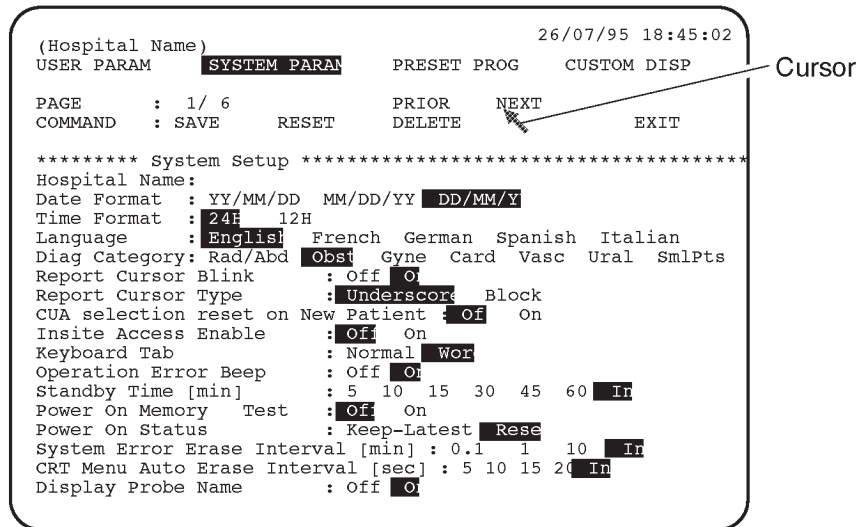 26/07/95 18:45:02
(Hospital Name)
USER PARAM SYSTEM PARAM PRESET PROG CUSTOM DISP
Cursor
PAGE : 1/ 6 PRIOR NEXT
COMMAND : SAVE RESET DELETE EXIT
********* System Setup **************************************
Hospital Name:
Date Format : YY/MM/DD MM/DD/YY DD/MM/Y
Time Format : 24H 12H
Language : English French German Spanish Italian
Diag Category: Rad/Abd Obst Gyne Card Vasc Ural SmlPts
Report Cursor Blink : Off On
Report Cursor Type : Underscore Block
CUA selection reset on New Patient : Of On
Insite Access Enable : Off On
Keyboard Tab : Normal Word
Operation Error Beep : Off On
Standby Time [min] : 5 10 15 30 45 60 In
Power On Memory Test : Off On
Power On Status : Keep-Latest Rese
System Error Erase Interval [min] : 0.1 1 10 In
CRT Menu Auto Erase Interval [sec] : 5 10 15 20 In
Display Probe Name : Off On